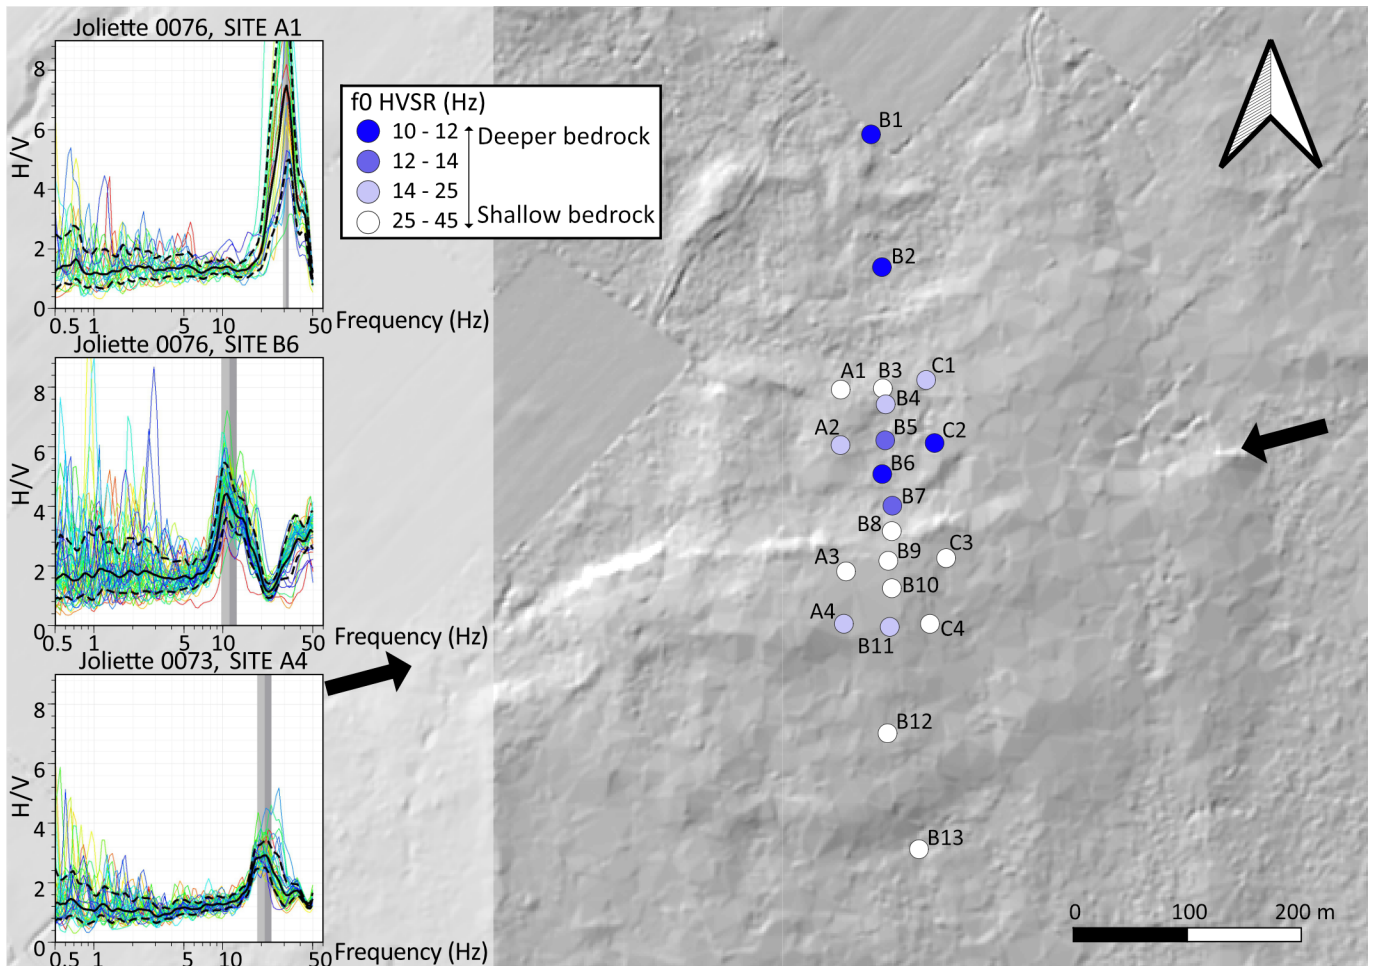 Joliette 0076, SITE A1
H/V
8
6
4
2
0
0.5 1 5 10 50 Frequency (Hz)
Joliette 0076, SITE B6
H/V
8
6
4
2
0
0.5 1 5 10 50 Frequency (Hz)
Joliette 0073, SITE A4
H/V
8
6
4
2
0
0.5 1 5 10 50 Frequency (Hz)
f0 HVSR (Hz)
10 - 12 Deeper bedrock
12 - 14
14 - 25
25 - 45 Shallow bedrock
B1
B2
A1 B3 C1
B4
A2 B5 C2
B6
B7
B8
A3 B9 C3
B10
A4 C4
B11
B12
B13
0 100 200 m